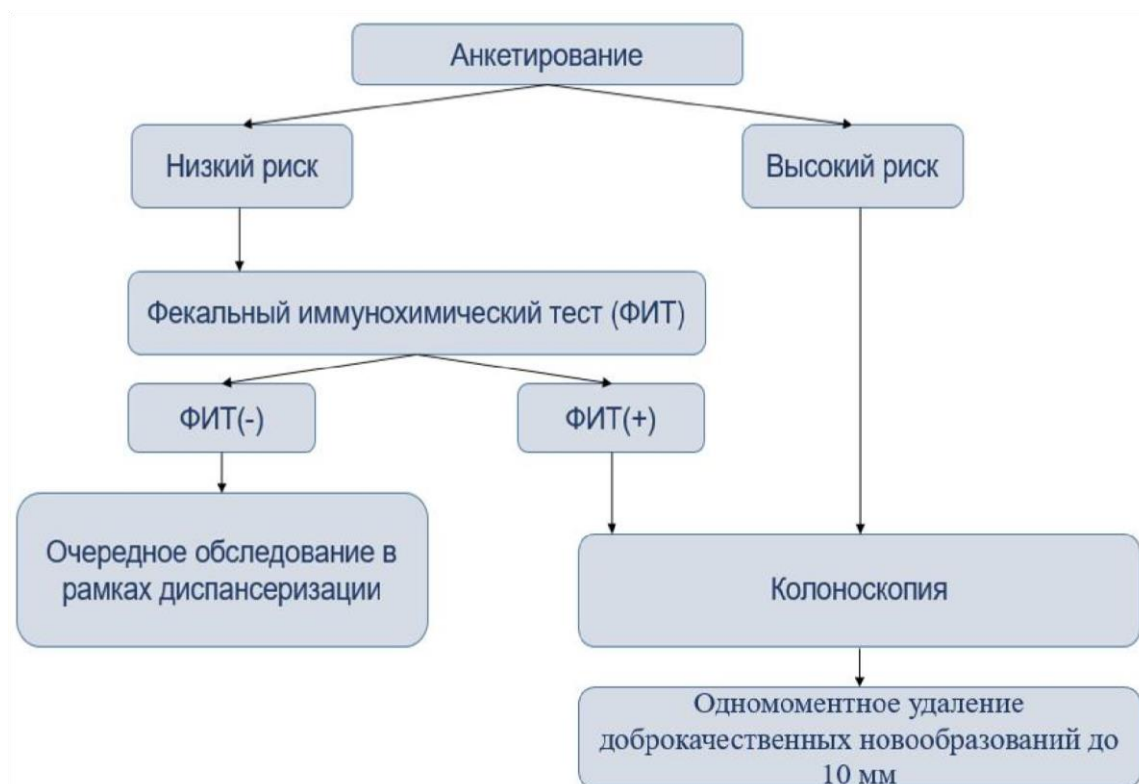 Анкетирование
Низкий риск
Высокий риск
Фекальный иммунохимический тест (ФИТ)
ФИТ(-)
ФИТ(+)
Очередное обследование в
рамках диспансеризации
Колоноскопия
Одномоментное удаление
доброкачественных новообразований до
10 мм